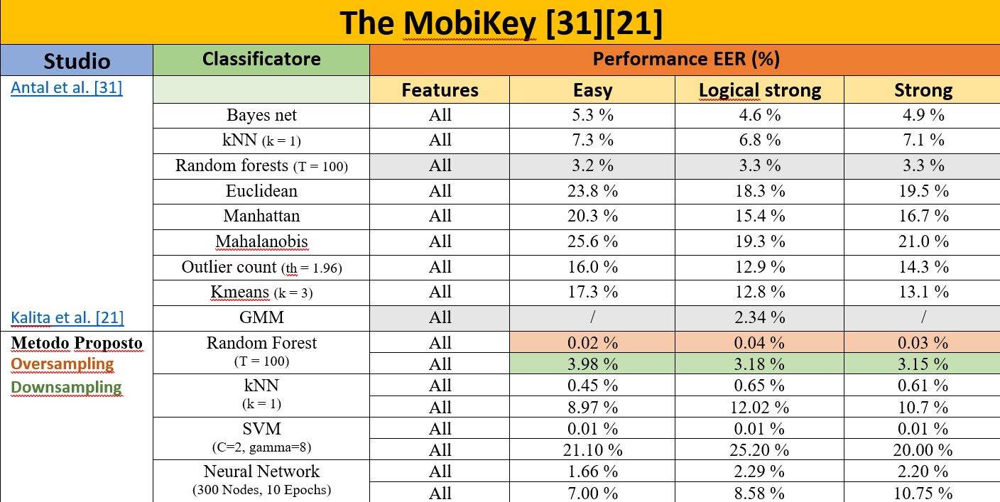 The MobiKey [31][21]
Studio Classificatore Performance EER (%)
Antal et al. [31] Features Easy Logical strong Strong
Bayes net All 5.3 % 4.6 % 4.9 %
kNN (k = 1) All 7.3 % 6.8 % 7.1 %
Random forests (T = 100) All 3.2 % 3.3 % 3.3 %
Euclidean All 23.8 % 18.3 % 19.5 %
Manhattan All 20.3 % 15.4 % 16.7 %
Mahalanobis All 25.6 % 19.3 % 21.0 %
Outlier count (th = 1.96) All 16.0 % 12.9 % 14.3 %
Kmeans (k = 3) All 17.3 % 12.8 % 13.1 %
Kalita et al. [21] GMM All / 2.34 % /
Metodo Proposto Random Forest All 0.02 % 0.04 % 0.03 %
Oversampling (T = 100) All 3.98 % 3.18 % 3.15 %
Downsampling kNN All 0.45 % 0.65 % 0.61 %
(k = 1) All 8.97 % 12.02 % 10.7 %
SVM All 0.01 % 0.01 % 0.01 %
(C=2, gamma=8) All 21.10 % 25.20 % 20.00 %
Neural Network All 1.66 % 2.29 % 2.20 %
(300 Nodes, 10 Epochs) All 7.00 % 8.58 % 10.75 %